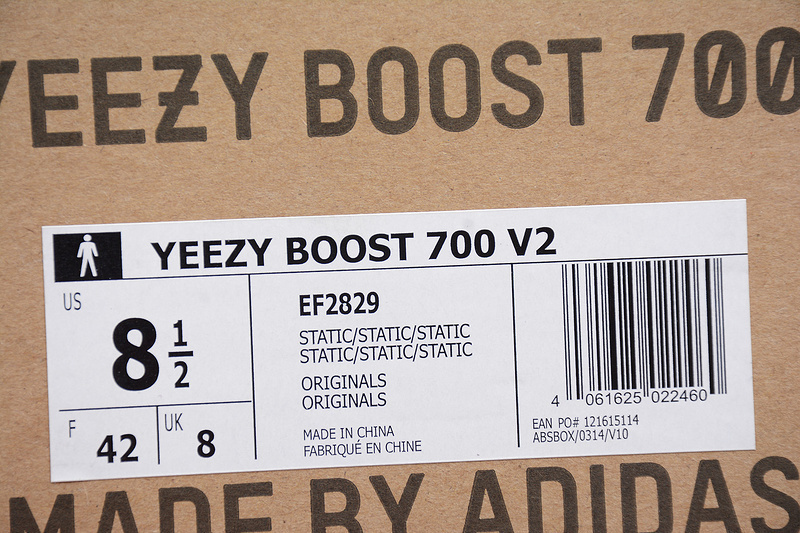 YEEZY BOOST 700
YEEZY BOOST 700 V2
US
8 1/2
F
42
UK
8
EF2829
STATIC/STATIC/STATIC
STATIC/STATIC/STATIC
ORIGINALS
ORIGINALS
MADE IN CHINA
FABRIQUÉ EN CHINE
4 061625 022460
EAN PO# 121615114
ABSBOX/0314/V10
MADE BY ADIDAS